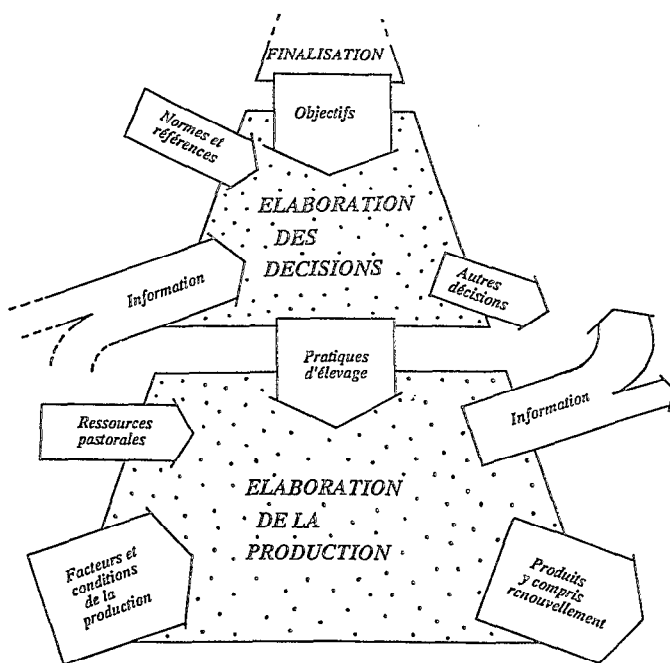 FINALISATION
Objectifs
Normes et
références
ELABORATION
DES
DECISIONS
Information
Autres
décisions
Pratiques
d'élevage
Information
Ressources
pastorales
ELABORATION
DE LA
PRODUCTION
Facteurs et
conditions
de la
production
Produits
y compris
renouvellement